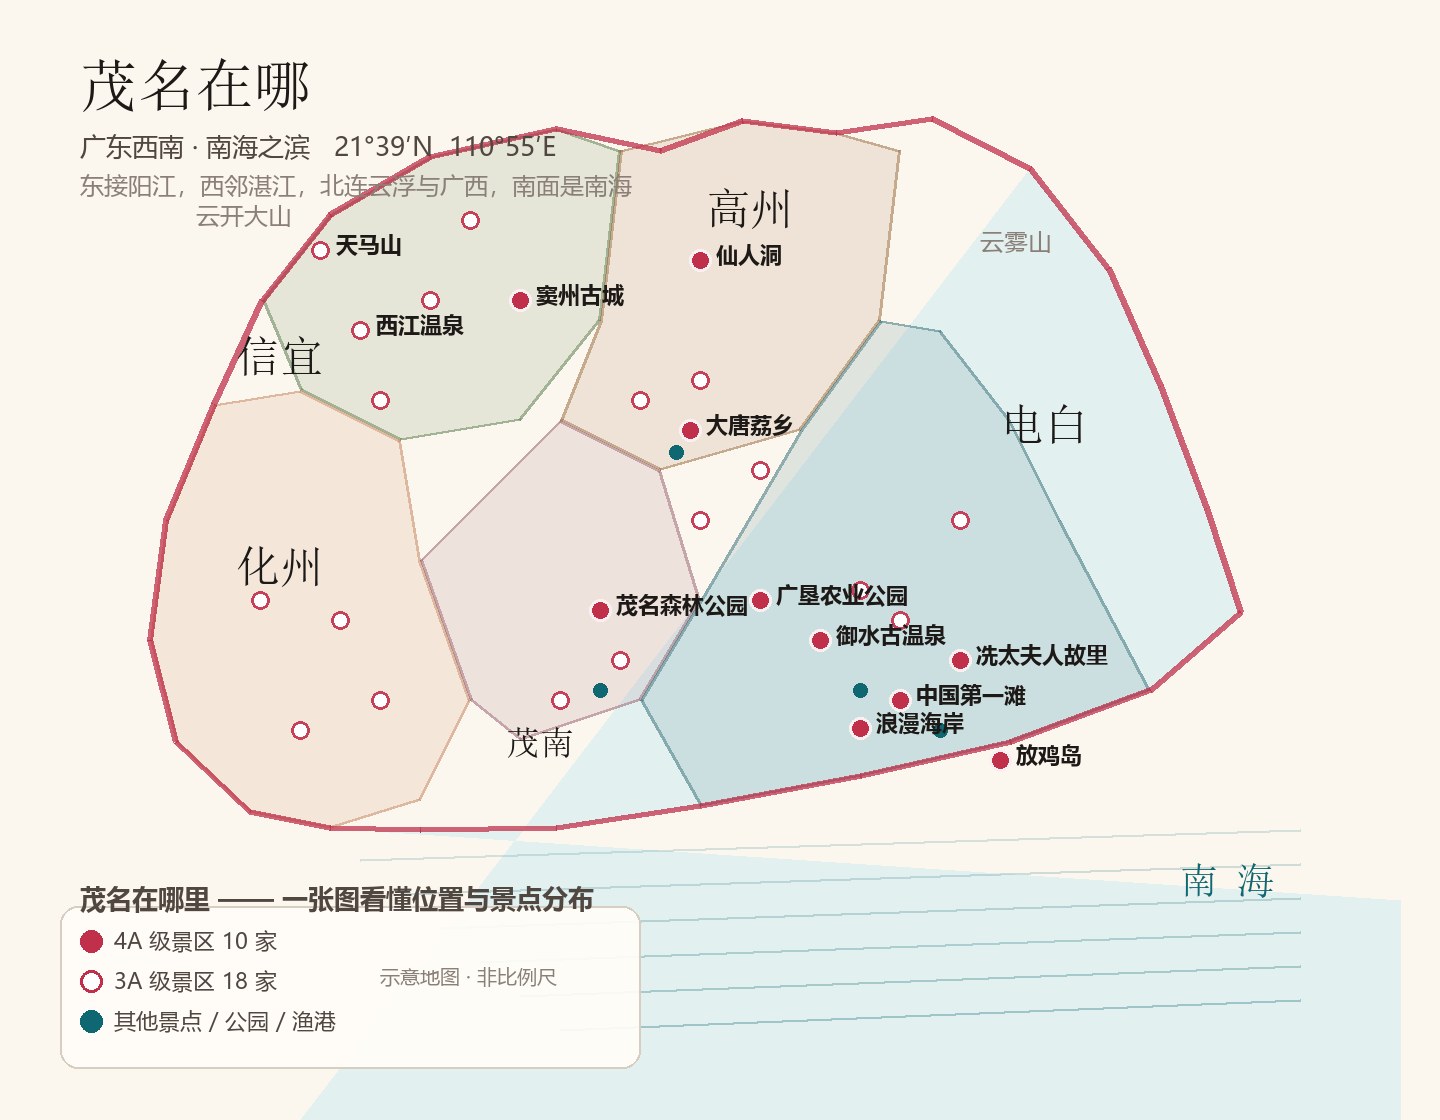 茂名在哪
广东西南 · 南海之滨 21°39′N 110°55′E
东接阳江，西邻湛江，北连云浮与广西，南面是南海
云开大山
高州
云雾山
天马山
仙人洞
窦州古城
西江温泉
信宜
大唐荔乡
电白
化州
茂名森林公园
广垦农业公园
御水古温泉
冼太夫人故里
中国第一滩
浪漫海岸
茂南
放鸡岛
南 海
茂名在哪里 —— 一张图看懂位置与景点分布
4A 级景区 10 家
3A 级景区 18 家
示意地图 · 非比例尺
其他景点 / 公园 / 渔港